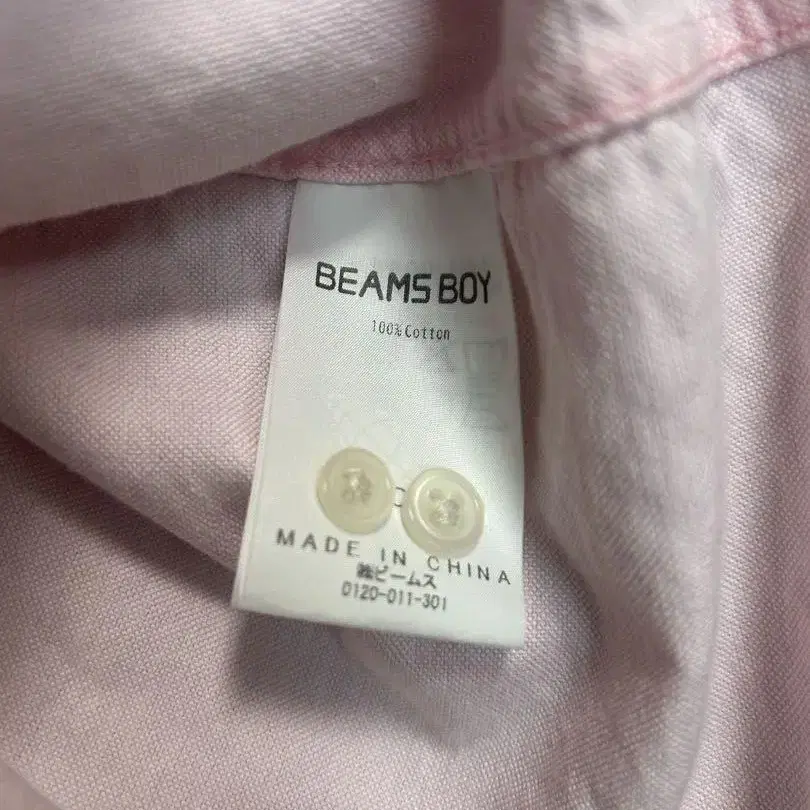 BEAMS BOY
100% Cotton
MADE IN CHINA
㈱ビームス
0120-011-301